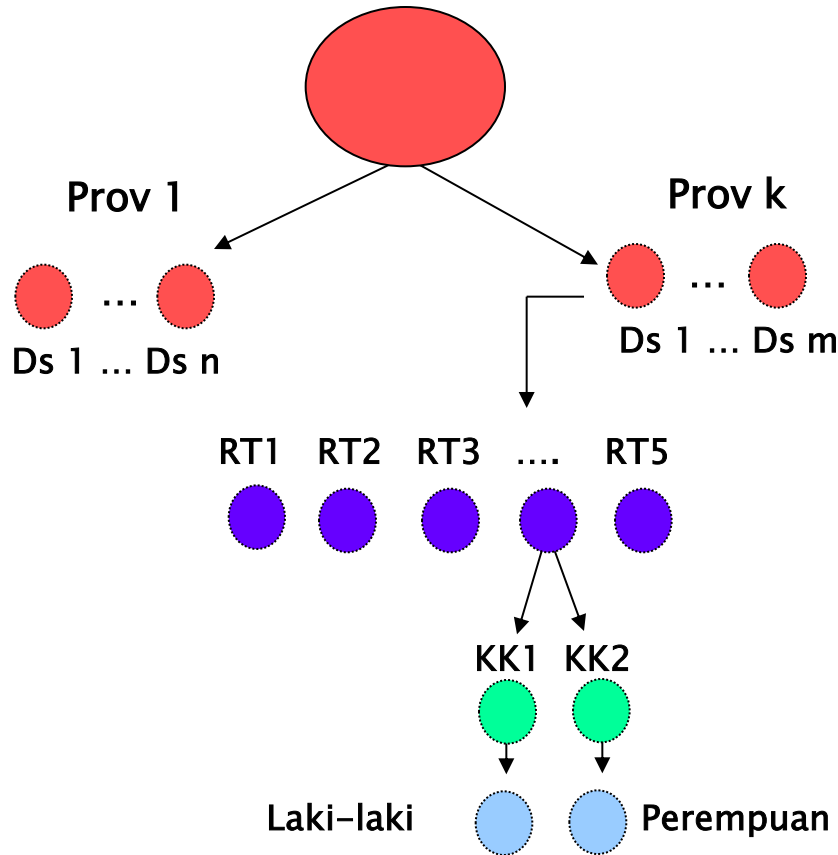 Prov 1
Prov k
...
...
Ds 1 ... Ds n
Ds 1 ... Ds m
RT1 RT2 RT3 .... RT5
KK1 KK2
Laki-laki
Perempuan